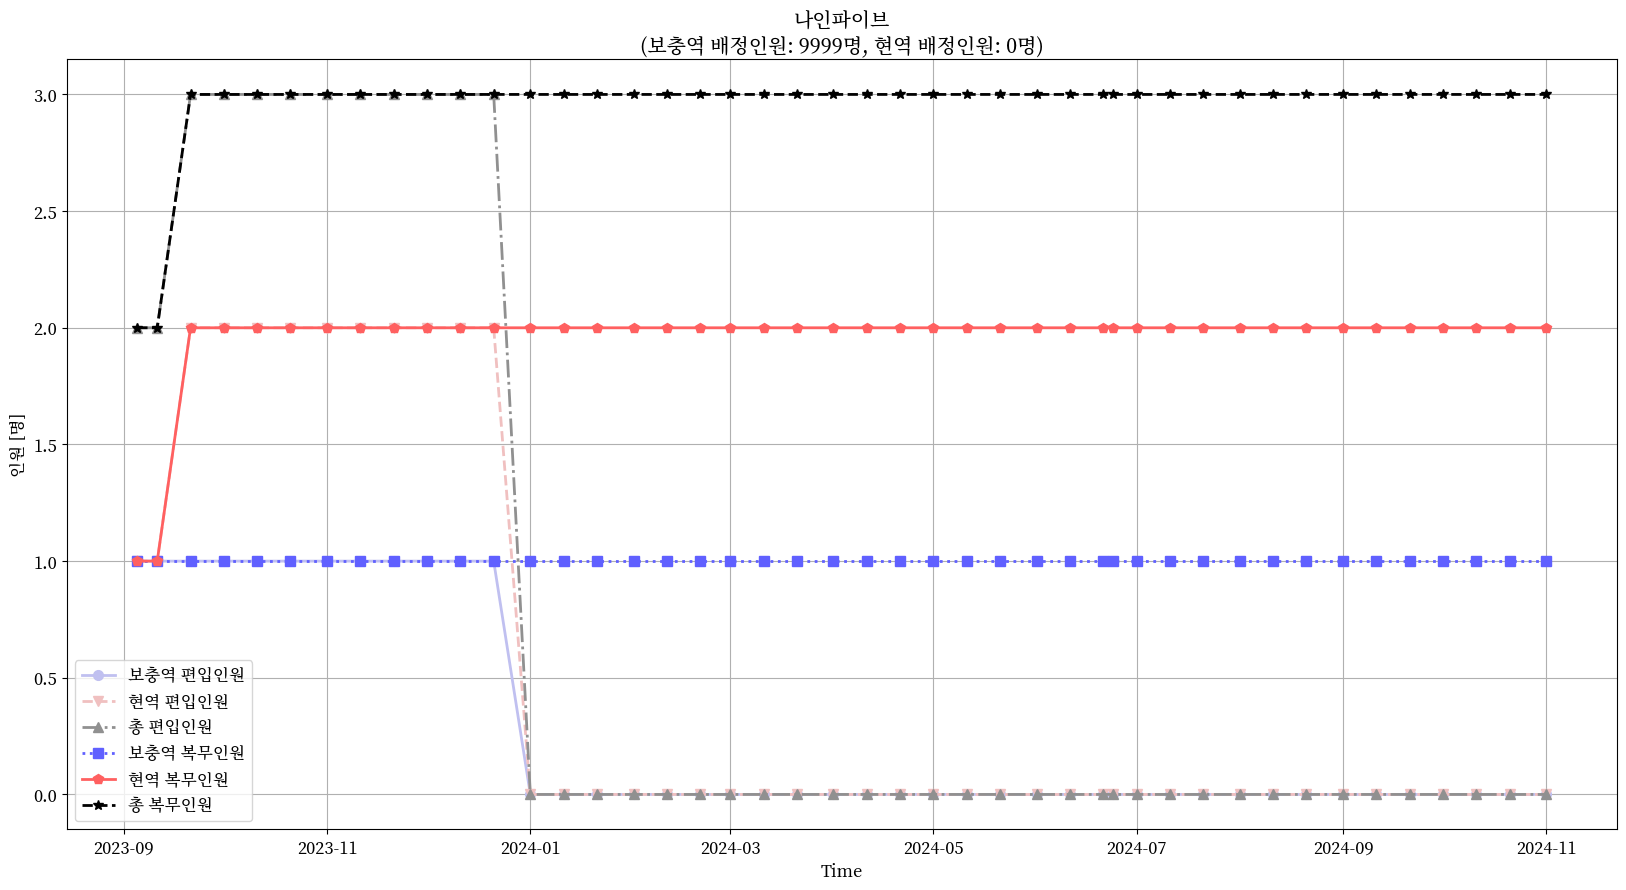 나인파이브
(보충역 배정인원: 9999명, 현역 배정인원: 0명)
3.0
2.5
2.0
1.5
1.0
0.5
0.0
인원 [명]
보충역 편입인원
현역 편입인원
총 편입인원
보충역 복무인원
현역 복무인원
총 복무인원
2023-09
2023-11
2024-01
2024-03
2024-05
2024-07
2024-09
2024-11
Time